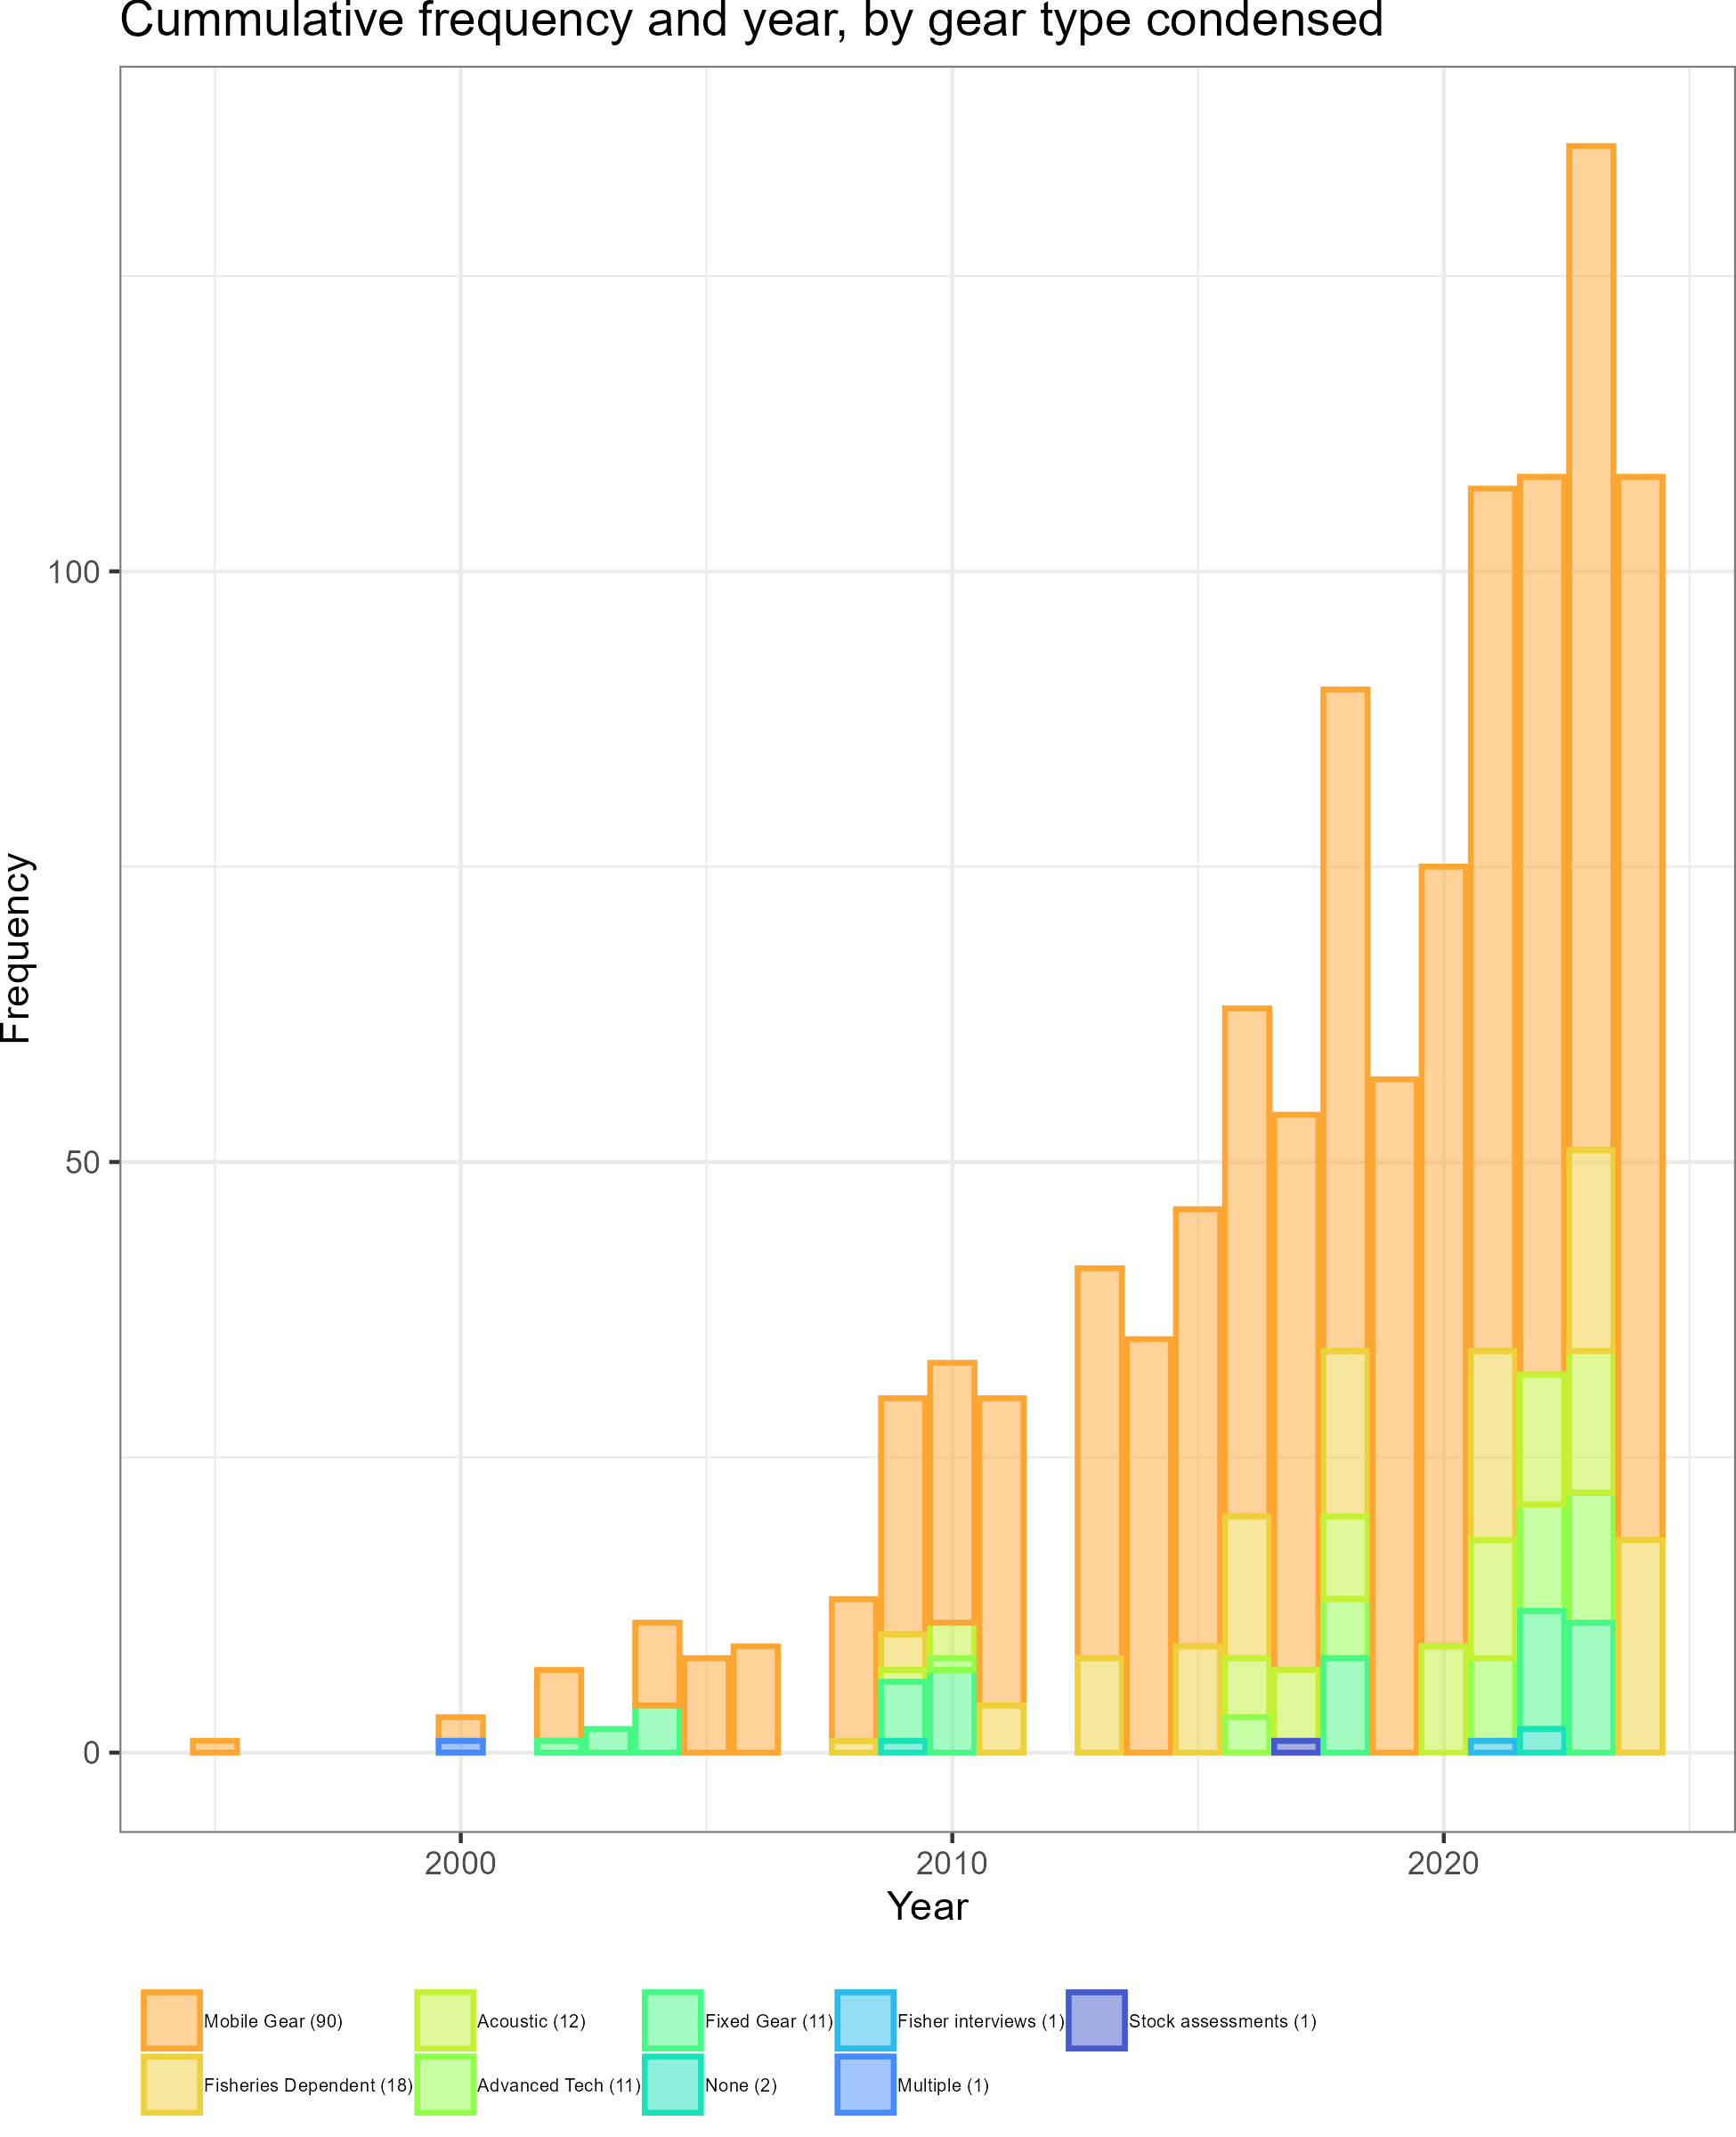 Cummulative frequency and year, by gear type condensed
Frequency
100
50
0
2000 2010 2020
Year
Mobile Gear (90) Acoustic (12) Fixed Gear (11) Fisher interviews (1) Stock assessments (1)
Fisheries Dependent (18) Advanced Tech (11) None (2) Multiple (1)